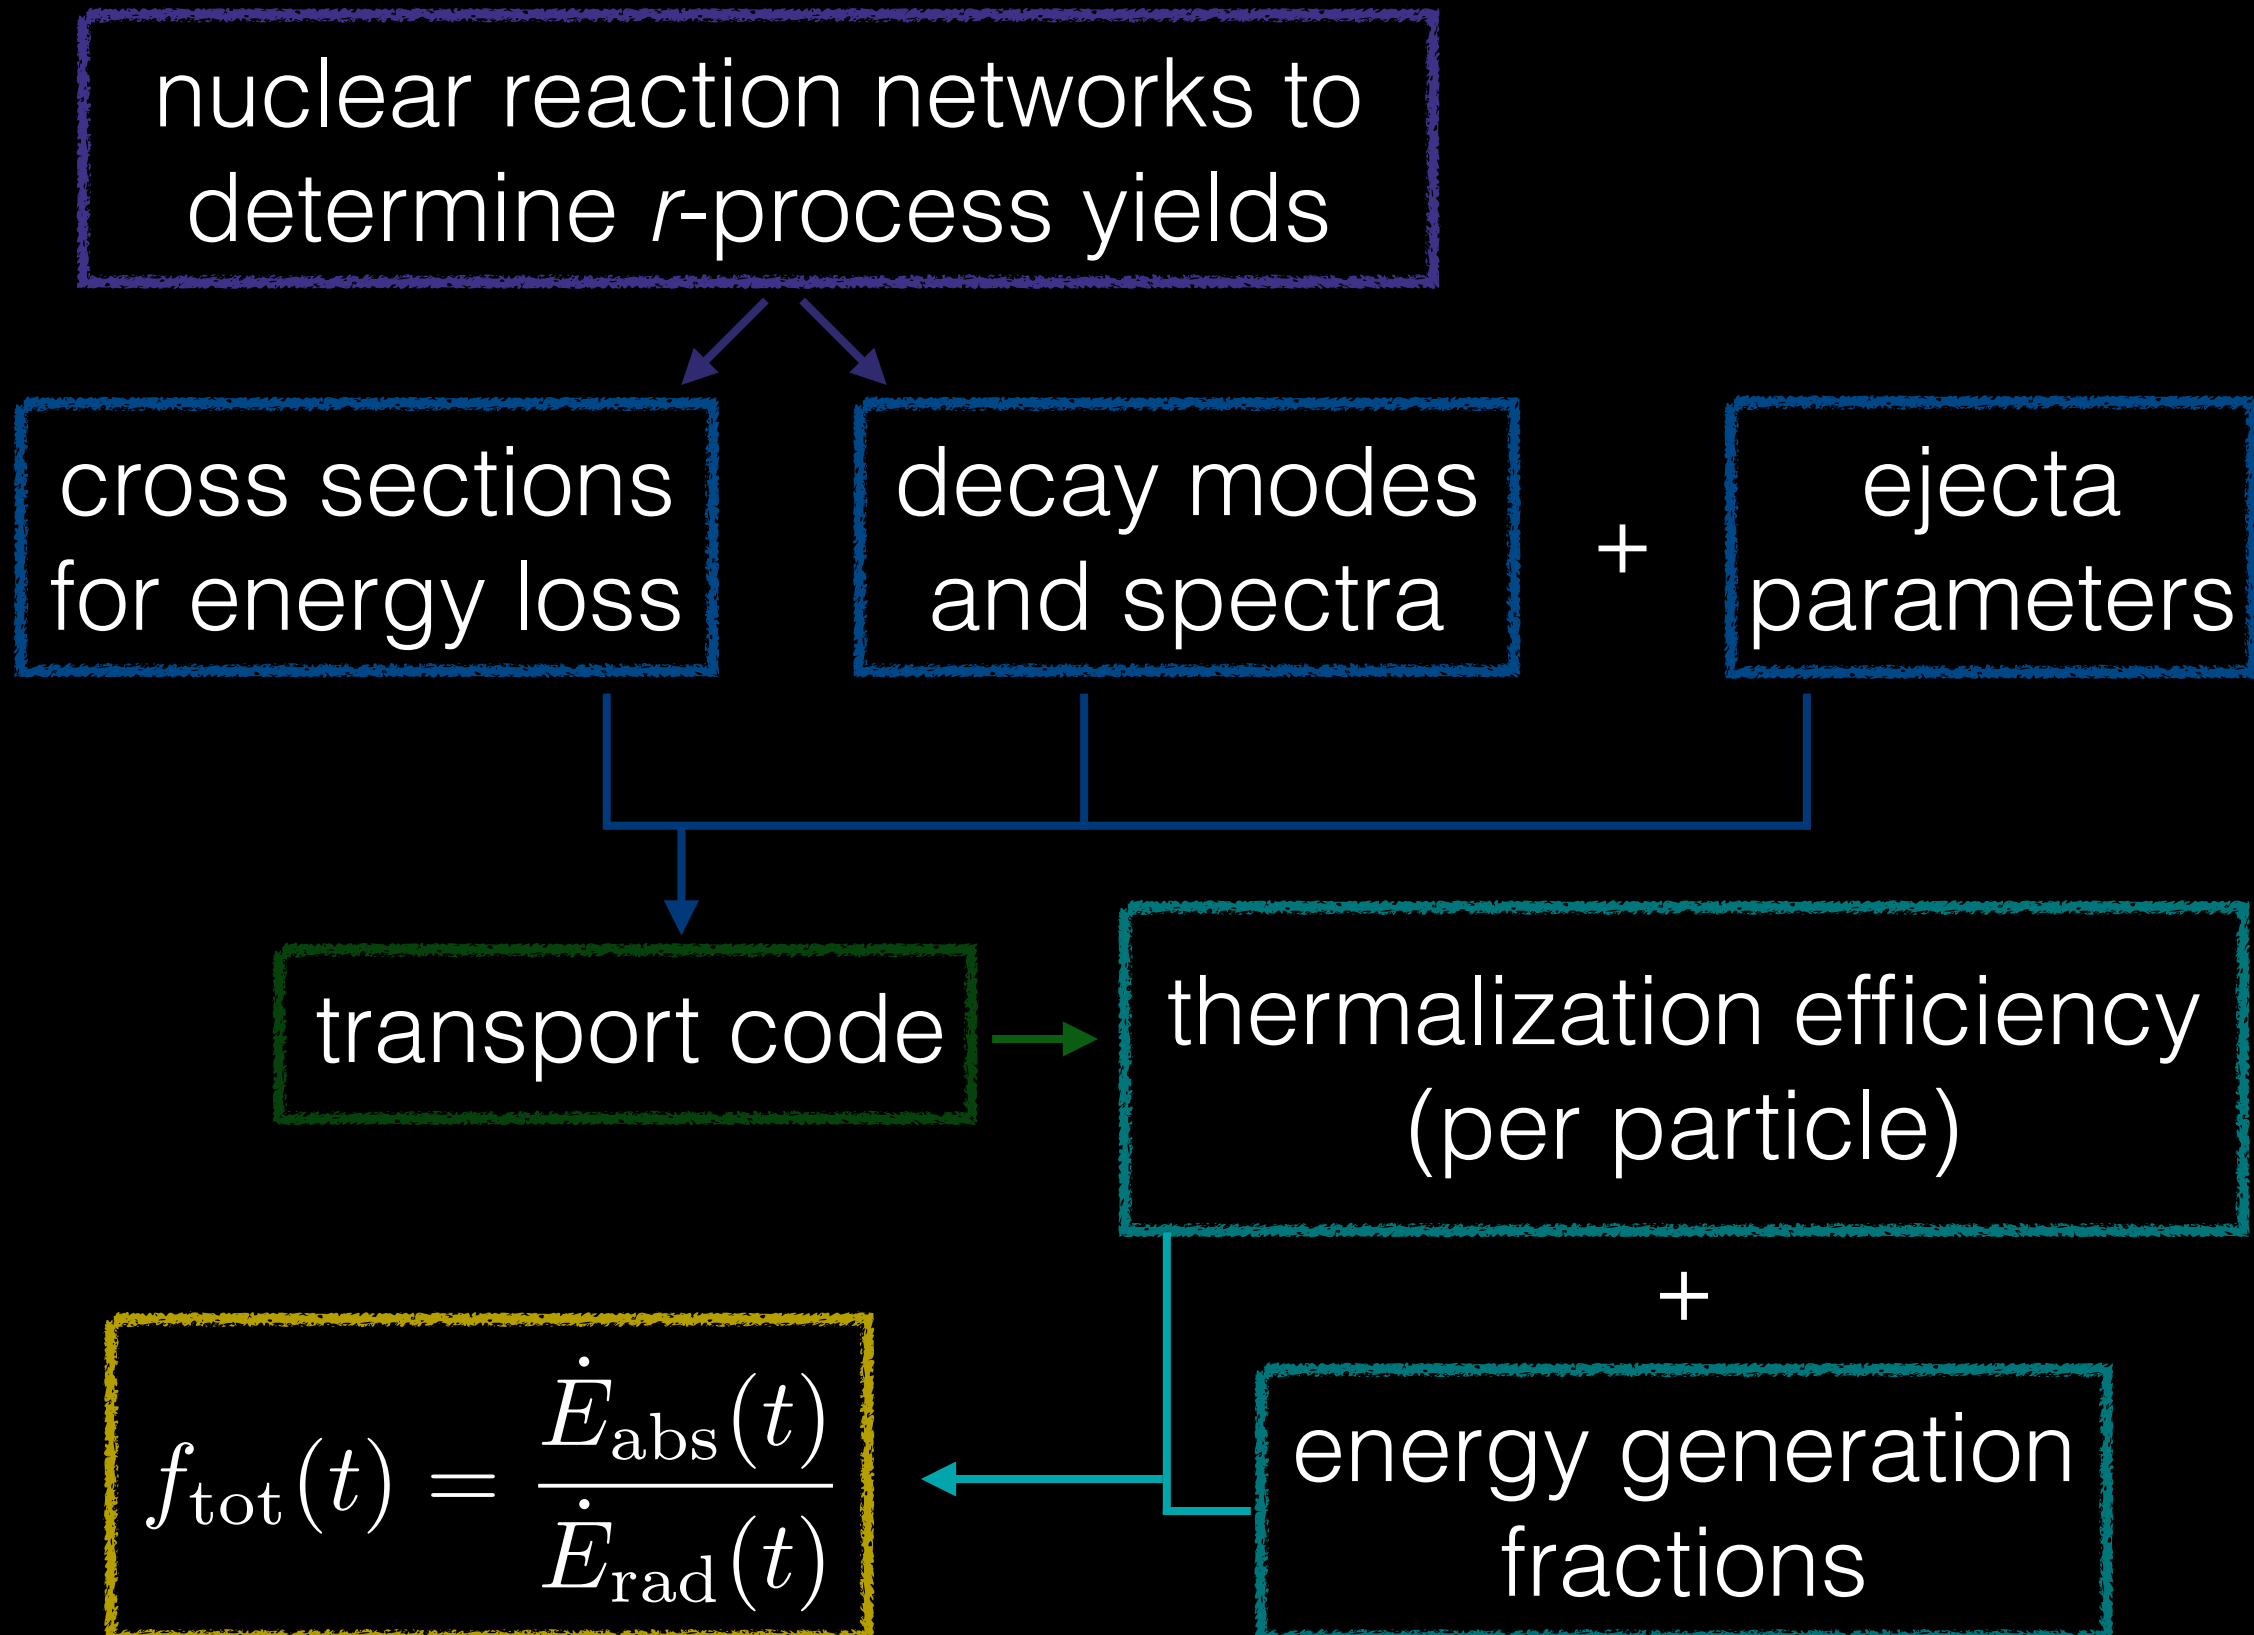 nuclear reaction networks to
determine r-process yields
cross sections
for energy loss
decay modes
and spectra
+
ejecta
parameters
transport code
thermalization efficiency
(per particle)
+
energy generation
fractions
f_tot(t) = Ė_abs(t) / Ė_rad(t)